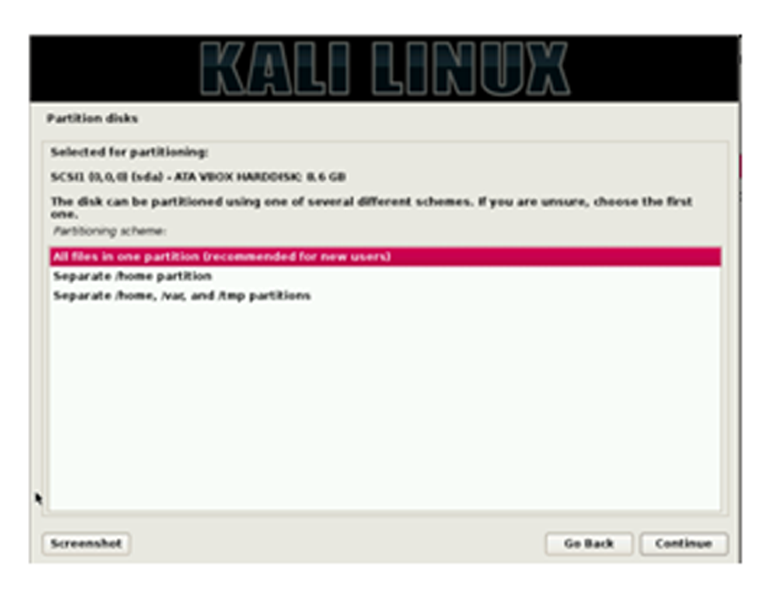 KALI LINUX
Partition disks
Selected for partitioning:
SCSI1 (0,0,0) (sda) - ATA VBOX HARDDISK: 8.6 GB
The disk can be partitioned using one of several different schemes. If you are unsure, choose the first
one.
Partitioning scheme:
All files in one partition (recommended for new users)
Separate /home partition
Separate /home, /var, and /tmp partitions
Screenshot
Go Back
Continue